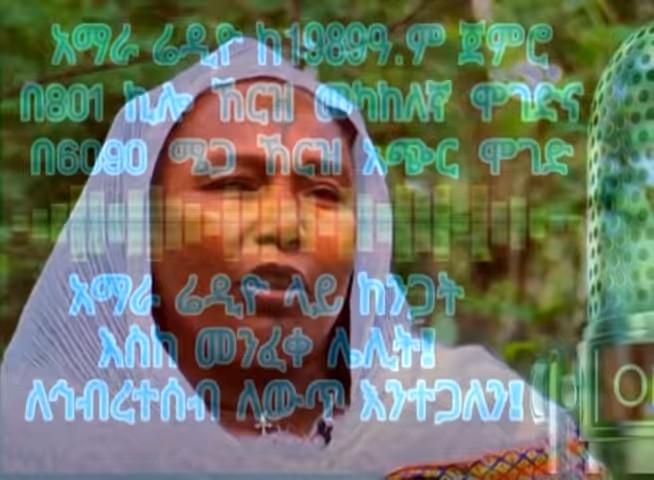 አማራ ሬዲዮ ከ1989ዓ.ም ጀምሮ
በ801 ኪሎ ኸርዝ መካከለኛ ሞገድና
በ6090 ሜጋ ኸርዝ አጭር ሞገድ
አማራ ሬዲዮ ላይ ከንጋት
እስከ መንፈቀ ሌሊት!
ለኅብረተሰብ ለውጥ እንተጋለን!